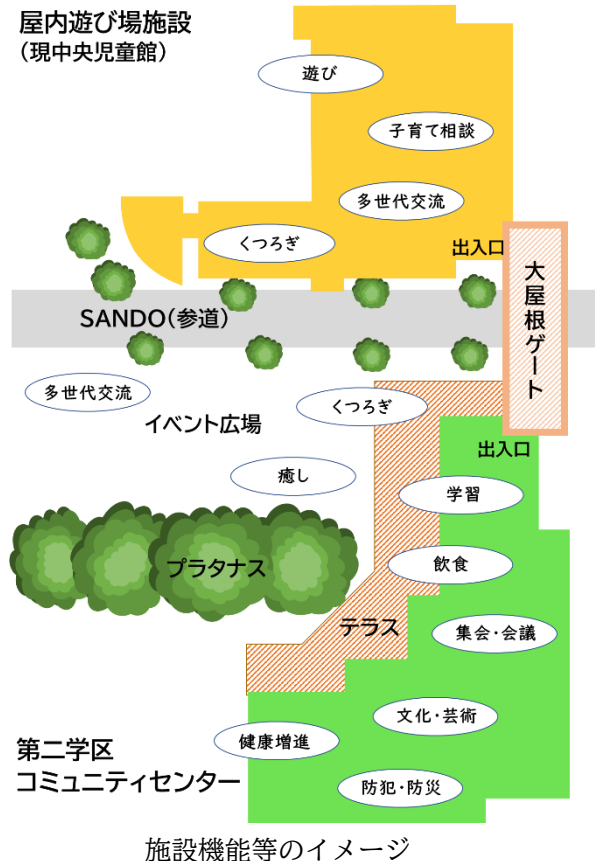 屋内遊び場施設
（現中央児童館）
遊び
子育て相談
多世代交流
くつろぎ
出入口
大屋根ゲート
SANDO（参道）
多世代交流
くつろぎ
イベント広場
出入口
癒し
学習
プラタナス
飲食
テラス
集会・会議
文化・芸術
健康増進
第二学区
コミュニティセンター
防犯・防災
施設機能等のイメージ